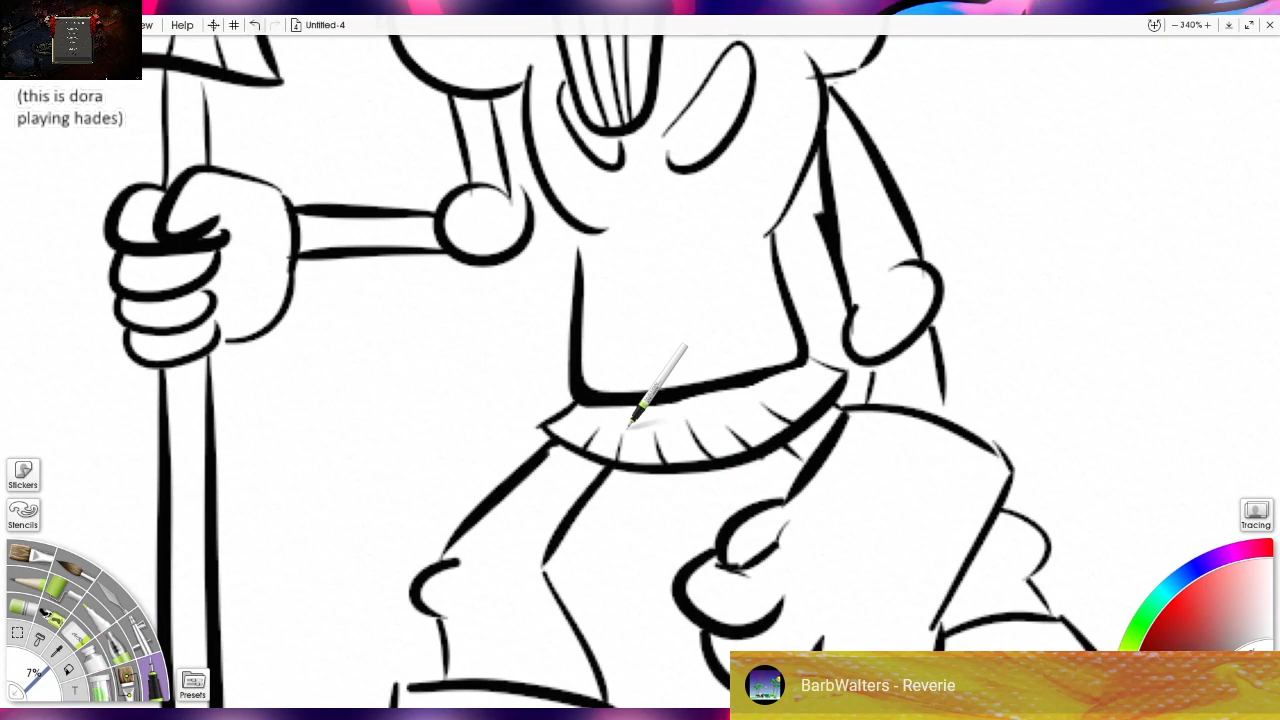 ew Help Untitled-4 340%
(this is dora
playing hades)
Stickers
Stencils
Tracing
7%
T
Presets
BarbWalters - Reverie